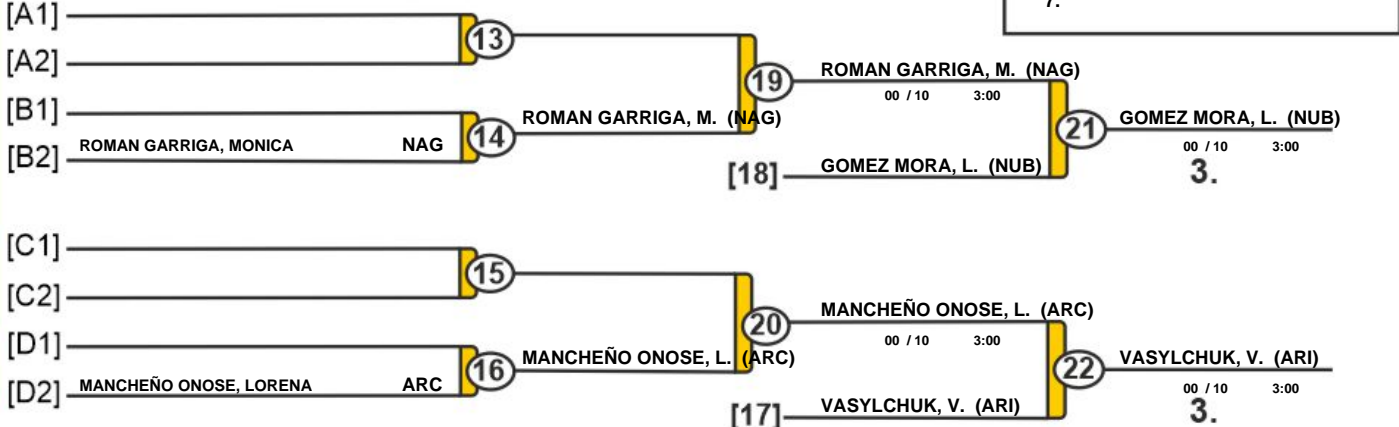 7.
[A1]
13
[A2]
19
ROMAN GARRIGA, M. (NAG)
00 / 10 3:00
[B1]
ROMAN GARRIGA, M. (NAG)
21
GOMEZ MORA, L. (NUB)
00 / 10 3:00
[B2]
ROMAN GARRIGA, MONICA NAG
14
[18]
GOMEZ MORA, L. (NUB)
3.
[C1]
15
[C2]
20
MANCHEÑO ONOSE, L. (ARC)
00 / 10 3:00
[D1]
MANCHEÑO ONOSE, L. (ARC)
22
VASYLCHUK, V. (ARI)
00 / 10 3:00
[D2]
MANCHEÑO ONOSE, LORENA ARC
16
[17]
VASYLCHUK, V. (ARI)
3.